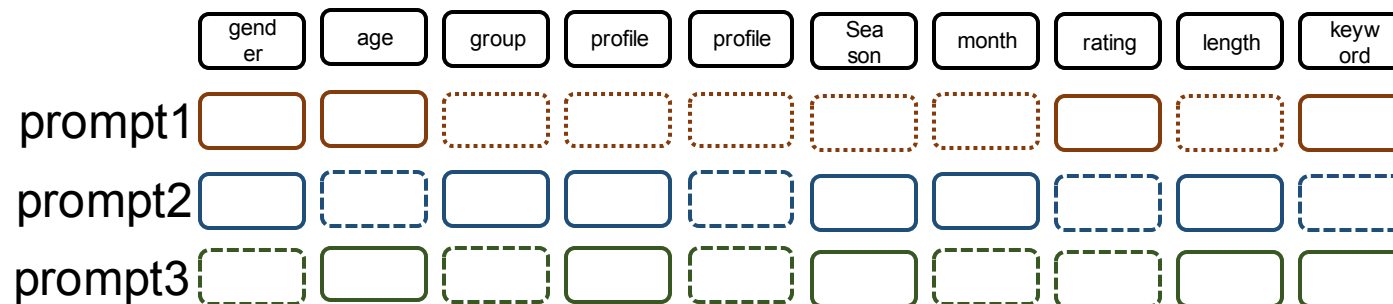 gend
er
age
group
profile
profile
Sea
son
month
rating
length
keyw
ord
prompt1
prompt2
prompt3